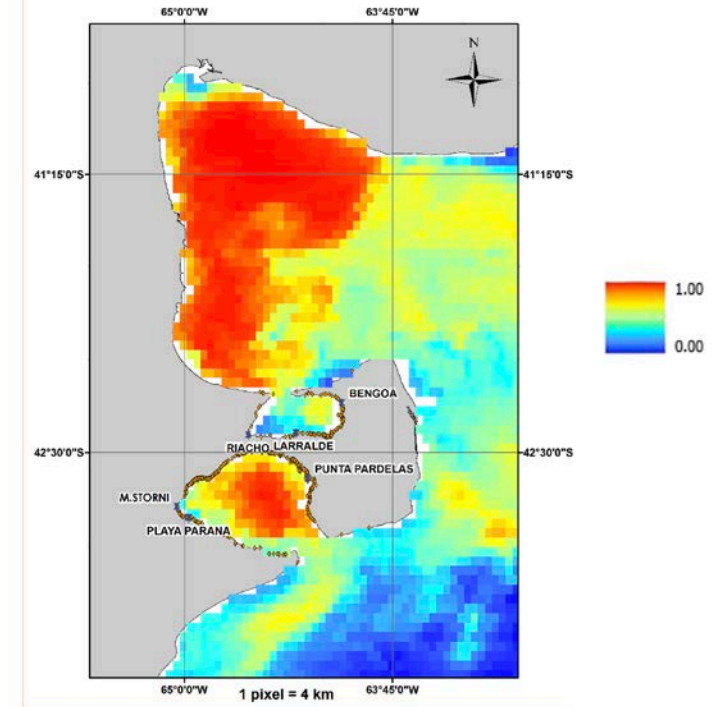 65°0'0"W 63°45'0"W
N
41°15'0"S 41°15'0"S
1.00
0.00
BENGOA
RIACHO LARRALDE
42°30'0"S 42°30'0"S
PUNTA PARDELAS
M.STORNI
PLAYA PARANA
65°0'0"W 63°45'0"W
1 pixel = 4 km